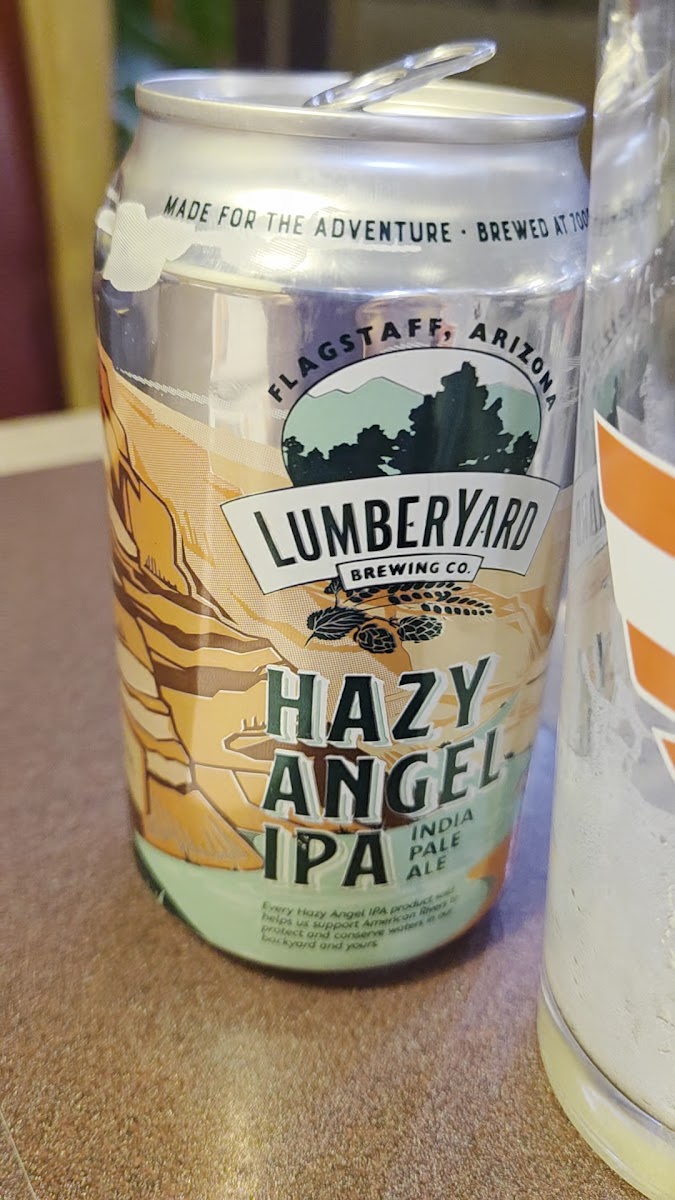 MADE FOR THE ADVENTURE · BREWED AT
FLAGSTAFF, ARIZONA
LUMBERYARD
BREWING CO.
HAZY
ANGEL
IPA
INDIA
PALE
ALE
Every Hazy Angel IPA product sold
helps us support American Rivers to
protect and conserve waters in our
backyard and yours